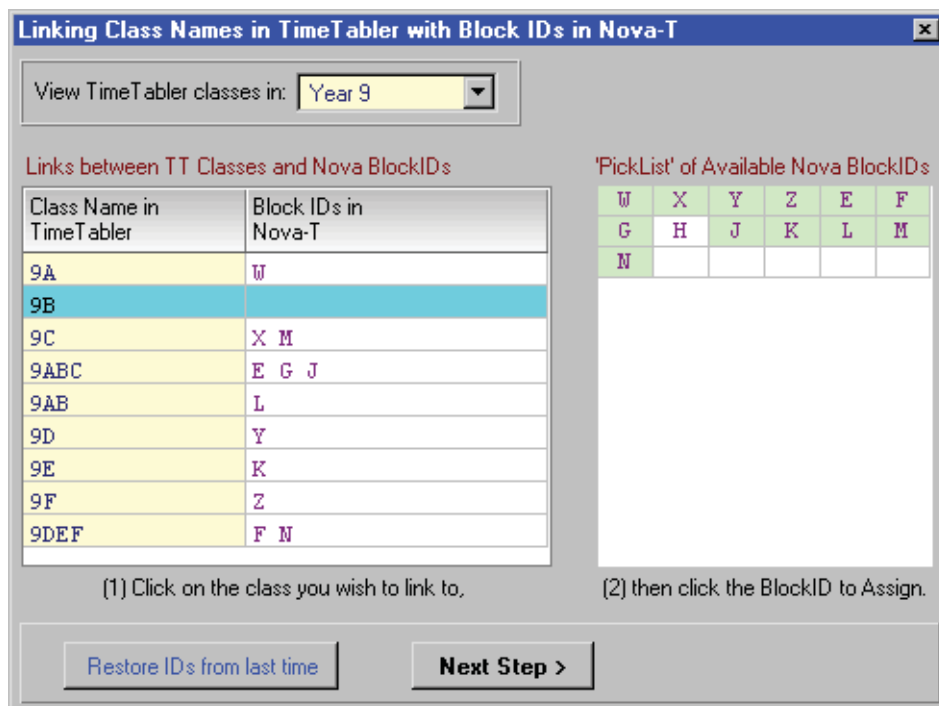 Linking Class Names in TimeTabler with Block IDs in Nova-T
View TimeTabler classes in: Year 9
Links between TT Classes and Nova BlockIDs
Class Name in TimeTabler Block IDs in Nova-T
9A W
9B
9C X M
9ABC E G J
9AB L
9D Y
9E K
9F Z
9DEF F N
(1) Click on the class you wish to link to,
'PickList' of Available Nova BlockIDs
W X Y Z E F
G H J K L M
N
(2) then click the BlockID to Assign.
Restore IDs from last time
Next Step >